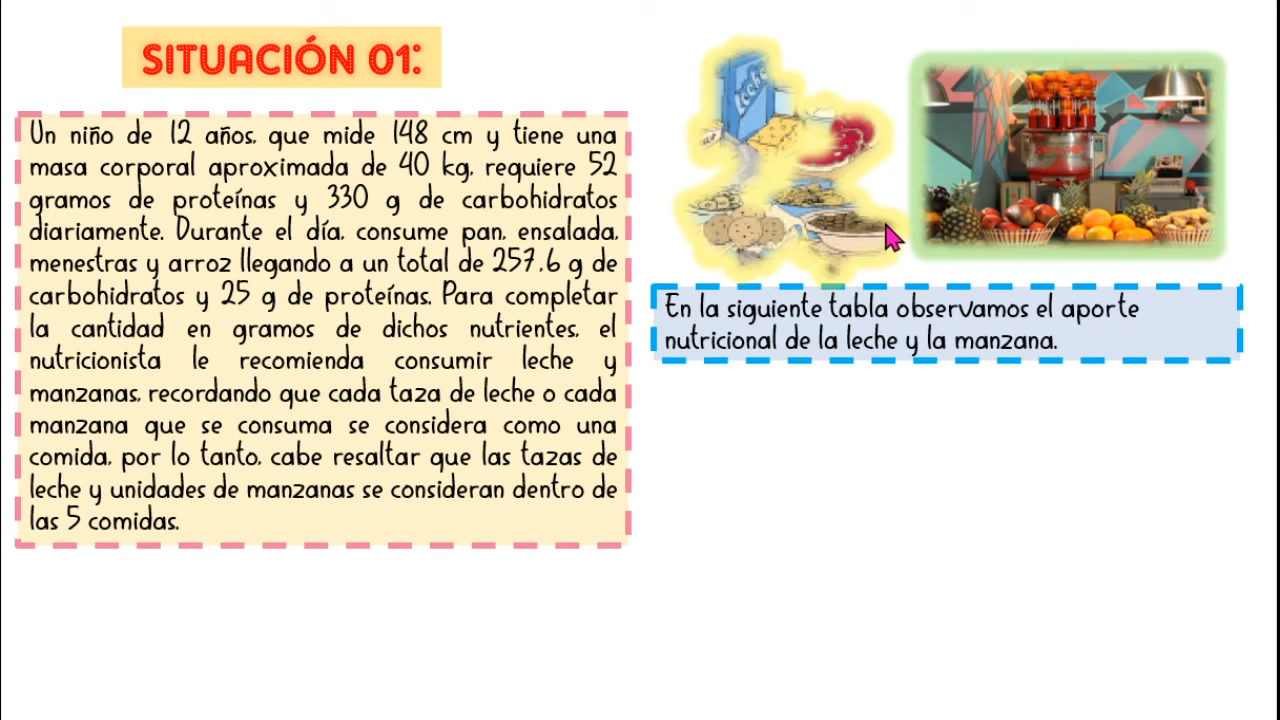 SITUACIÓN 01:
Un niño de 12 años, que mide 148 cm y tiene una
masa corporal aproximada de 40 kg, requiere 52
gramos de proteínas y 330 g de carbohidratos
diariamente. Durante el día, consume pan, ensalada,
menestras y arroz llegando a un total de 257,6 g de
carbohidratos y 25 g de proteínas. Para completar
la cantidad en gramos de dichos nutrientes, el
nutricionista le recomienda consumir leche y
manzanas, recordando que cada taza de leche o cada
manzana que se consuma se considera como una
comida, por lo tanto, cabe resaltar que las tazas de
leche y unidades de manzanas se consideran dentro de
las 5 comidas.
En la siguiente tabla observamos el aporte
nutricional de la leche y la manzana.